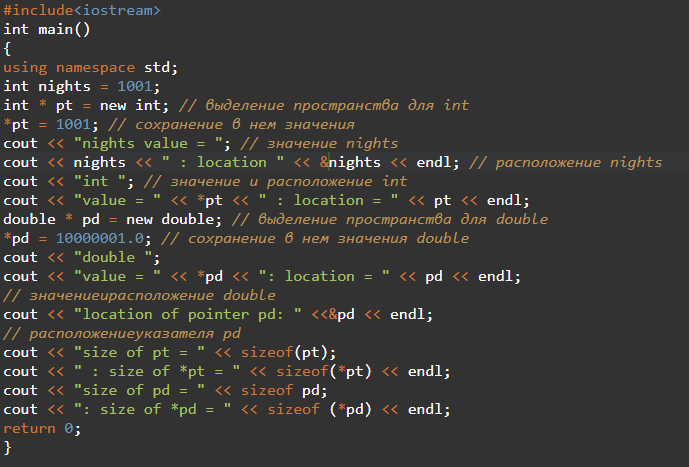 #include<iostream>
int main()
{
using namespace std;
int nights = 1001;
int * pt = new int; // выделение пространства для int
*pt = 1001; // сохранение в нем значения
cout << "nights value = "; // значение nights
cout << nights << " : location " << &nights << endl; // расположение nights
cout << "int "; // значение и расположение int
cout << "value = " << *pt << " : location = " << pt << endl;
double * pd = new double; // выделение пространства для double
*pd = 10000001.0; // сохранение в нем значения double
cout << "double ";
cout << "value = " << *pd << ": location = " << pd << endl;
// значениеирасположение double
cout << "location of pointer pd: " <<&pd << endl;
// расположениеуказателя pd
cout << "size of pt = " << sizeof(pt);
cout << " : size of *pt = " << sizeof(*pt) << endl;
cout << "size of pd = " << sizeof pd;
cout << ": size of *pd = " << sizeof (*pd) << endl;
return 0;
}